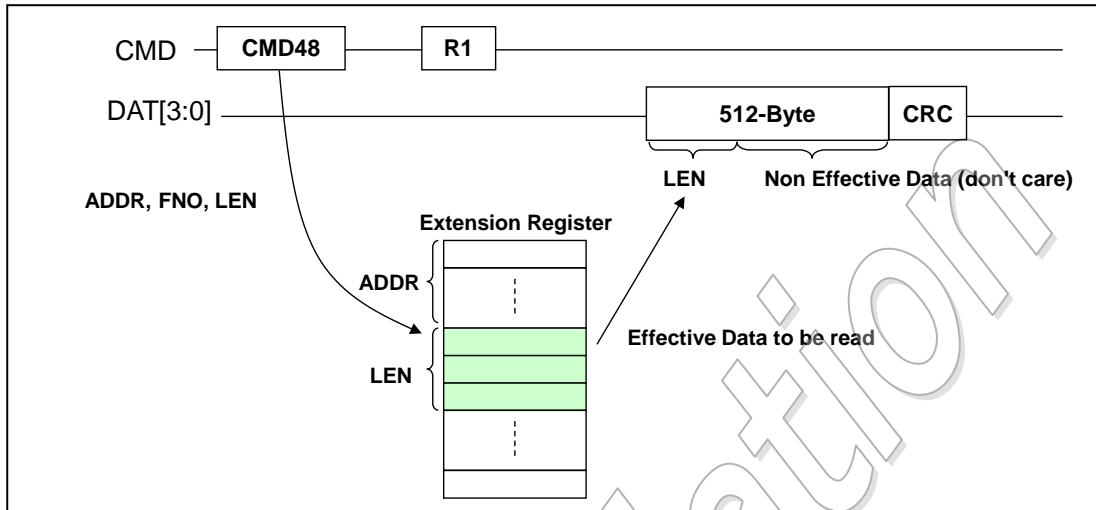 CMD CMD48 R1
DAT[3:0] 512-Byte CRC
LEN Non Effective Data (don't care)
ADDR, FNO, LEN
Extension Register
ADDR
Effective Data to be read
LEN